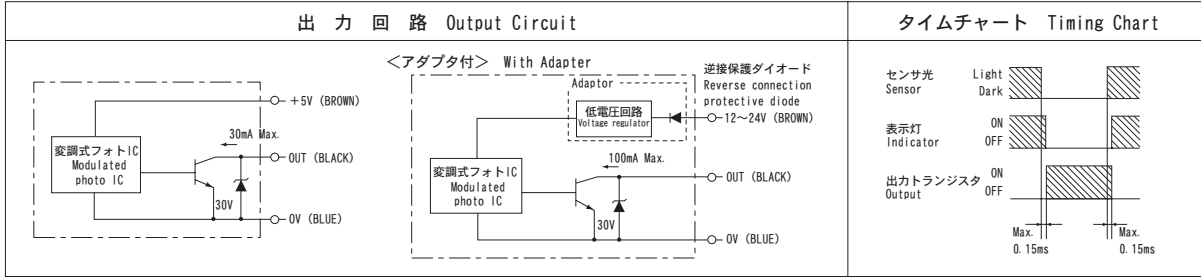 出 力 回 路 Output Circuit
タイムチャート Timing Chart
+5V (BROWN)
30mA Max.
変調式フォトIC
Modulated
photo IC
OUT (BLACK)
30V
0V (BLUE)
<アダプタ付> With Adapter
Adaptor
低電圧回路
Voltage regulator
逆接保護ダイオード
Reverse connection
protective diode
12~24V (BROWN)
100mA Max.
変調式フォトIC
Modulated
photo IC
OUT (BLACK)
30V
0V (BLUE)
センサ光 Light
Sensor Dark
表示灯 ON
Indicator OFF
出力トランジスタ ON
Output OFF
Max. Max.
0.15ms 0.15ms